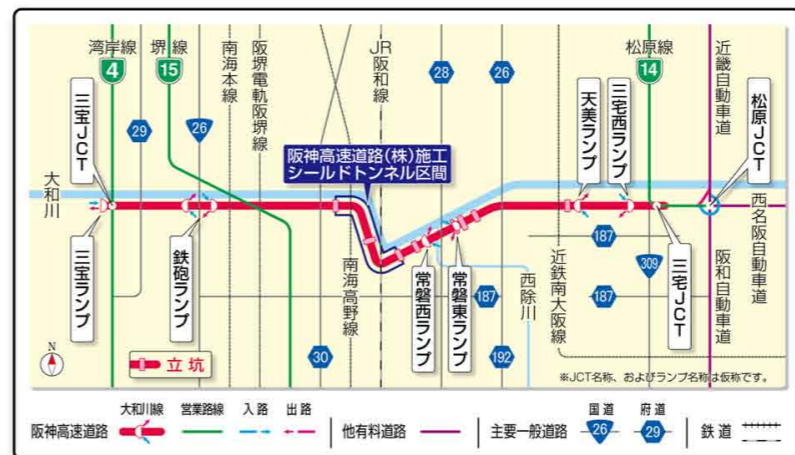 湾岸線
4
堺線
15
南海本線
阪堺電軌阪堺線
JR阪和線
28
26
松原線
14
近畿自動車道
三宝JCT
29
26
阪神高速道路(株)施工
シールドトンネル区間
天美ランプ
三宅西ランプ
松原JCT
大和川
西名阪自動車道
三宝ランプ
鉄砲ランプ
南海高野線
常磐西ランプ
常磐東ランプ
187
187
西除川
近鉄南大阪線
187
309
三宅JCT
阪和自動車道
N
立坑
30
192
※JCT名称、およびランプ名称は仮称です。
阪神高速道路
大和川線
営業路線
入路
出路
他有料道路
主要一般道路
国道
26
府道
29
鉄道